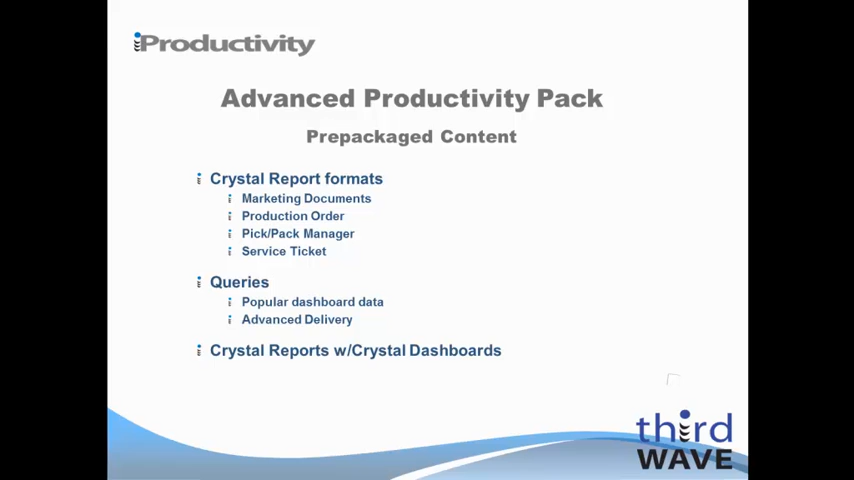 iProductivity
Advanced Productivity Pack
Prepackaged Content
Crystal Report formats
Marketing Documents
Production Order
Pick/Pack Manager
Service Ticket
Queries
Popular dashboard data
Advanced Delivery
Crystal Reports w/Crystal Dashboards
third
WAVE